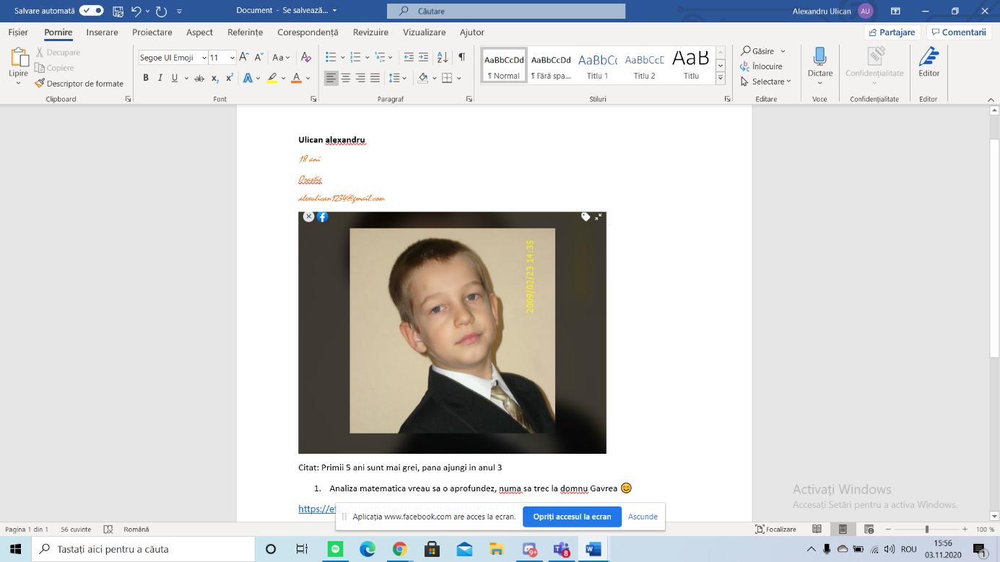 Salvare automată
Document - Se salvează...
Căutare
Alexandru Ulican
AU
Fișier Pornire Inserare Proiectare Aspect Referințe Corespondență Revizuire Vizualizare Ajutor
Partajare Comentarii
Lipire
Decupare
Copiere
Descriptor de formate
Clipboard
Segoe UI Emoji 11
Font
Paragraf
AaBbCcDd AaBbCcDd AaBbCc AaBbCcD AaB
¶ Normal ¶ Fără spa... Titlu 1 Titlu 2 Titlu
Stiluri
Găsire
Înlocuire
Selectare
Editare
Dictare
Voce
Confidențialitate
Confidențialitate
Editor
Editor
Ulican alexandru
18 ani
Orastie
alexulican1234@gmail.com
2009/02/23 14:35
Citat: Primii 5 ani sunt mai grei, pana ajungi in anul 3
1. Analiza matematica vreau sa o aprofundez, numa sa trec la domnu Gavrea 😊
Aplicația www.facebook.com are acces la ecran. Opriți accesul la ecran Ascunde
Activați Windows
Accesați Setări pentru a activa Windows.
Pagina 1 din 1 56 cuvinte Română
Focalizare
100 %
Tastați aici pentru a căuta
9+
8
ROU
15:56
03.11.2020
1